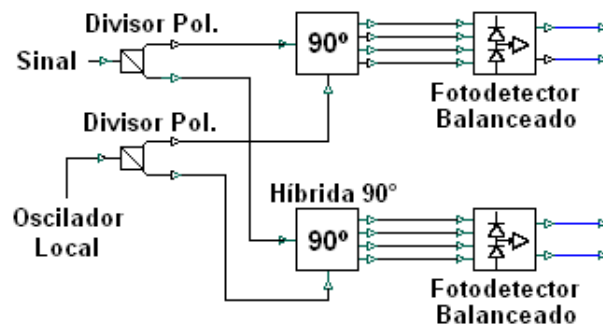 Divisor Pol.
Sinal
90º
Fotodetector
Balanceado
Divisor Pol.
Oscilador
Local
Híbrida 90°
90º
Fotodetector
Balanceado